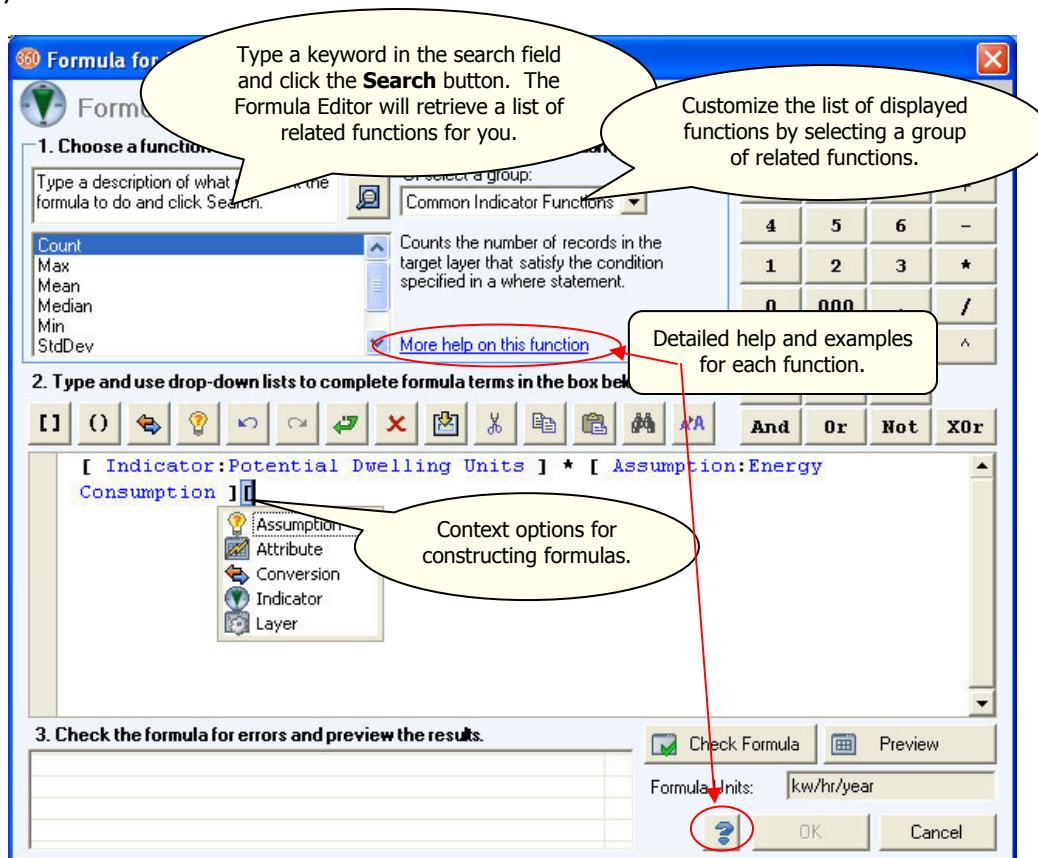 Formula for
Type a keyword in the search field
and click the Search button. The
Formula Editor will retrieve a list of
related functions for you.
Customize the list of displayed
functions by selecting a group
of related functions.
1. Choose a function
Type a description of what
the
formula to do and click Search.
select a group:
Common Indicator Functions
Count
Max
Mean
Median
Min
StdDev
Counts the number of records in the
target layer that satisfy the condition
specified in a where statement.
More help on this function
4 5 6 -
1 2 3 *
0 000 . /
^
Detailed help and examples
for each function.
2. Type and use drop-down lists to complete formula terms in the box
[] ()
And Or Not XOr
[ Indicator:Potential Dwelling Units ] * [ Assumption:Energy
Consumption ][
Assumption
Attribute
Conversion
Indicator
Layer
Context options for
constructing formulas.
3. Check the formula for errors and preview the results.
Check Formula
Preview
Formula Units: kw/hr/year
? OK Cancel